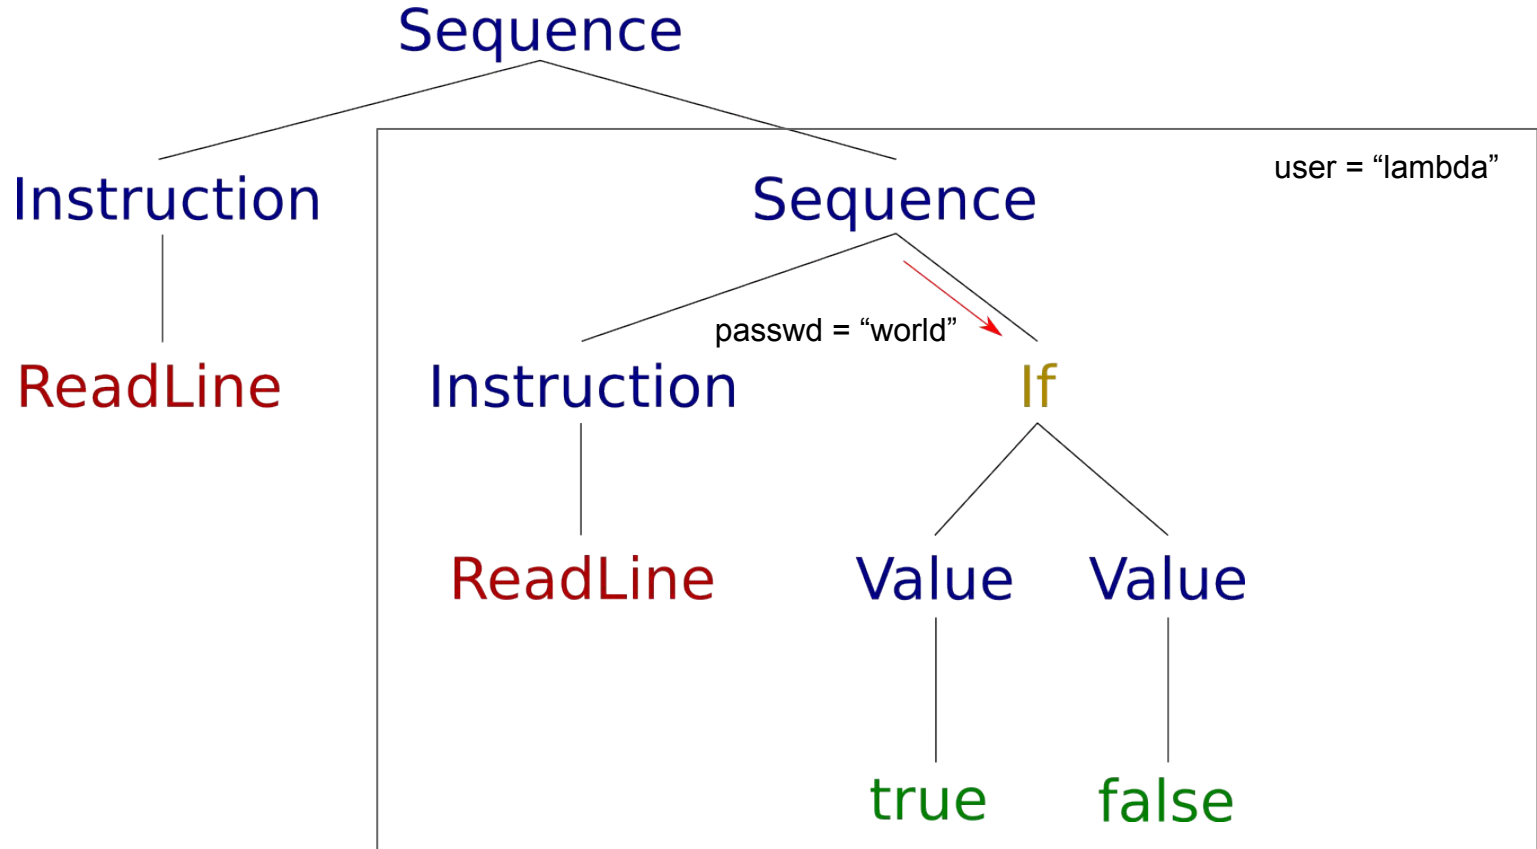 Sequence
user = “lambda”
Instruction
Sequence
passwd = “world”
ReadLine
Instruction
If
ReadLine
Value
Value
true
false